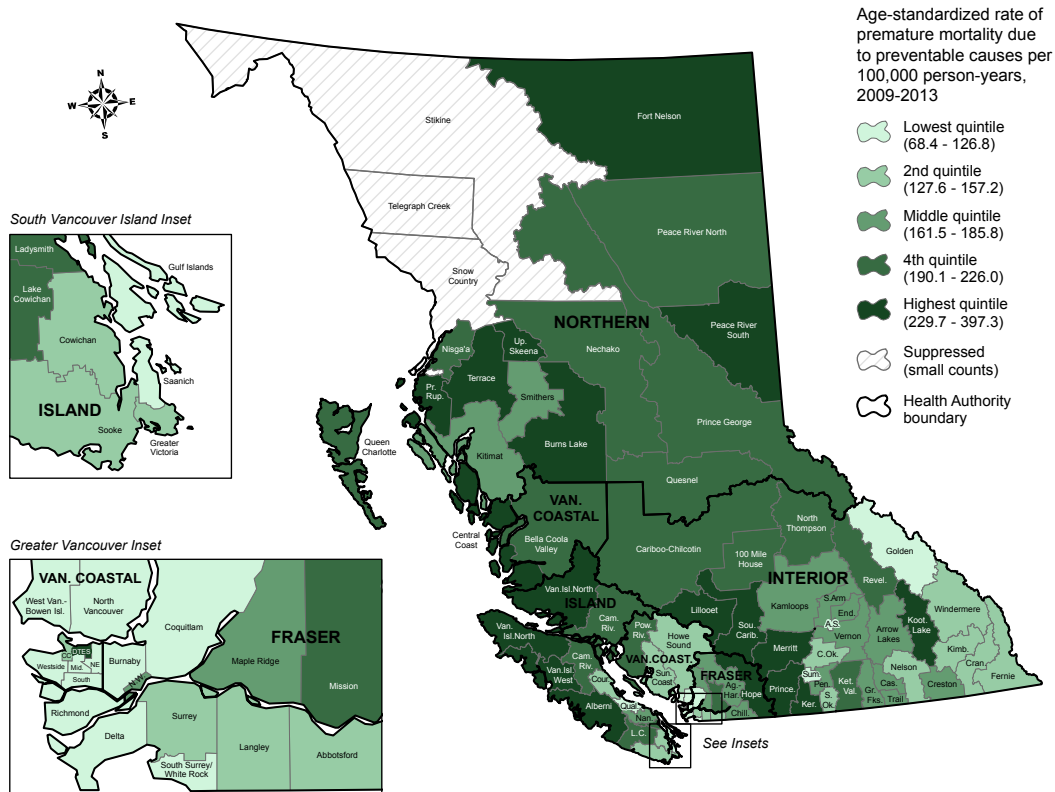 Age-standardized rate of
premature mortality due
to preventable causes per
100,000 person-years,
2009-2013
Lowest quintile
(68.4 - 126.8)
2nd quintile
(127.6 - 157.2)
Middle quintile
(161.5 - 185.8)
4th quintile
(190.1 - 226.0)
Highest quintile
(229.7 - 397.3)
Suppressed
(small counts)
Health Authority
boundary
N
W
E
S
Stikine
Fort Nelson
Telegraph Creek
Snow
Country
Peace River North
Peace River
South
NORTHERN
Nisga'a
Up.
Skeena
Nechako
Terrace
Pr.
Rup.
Smithers
Kitimat
Burns Lake
Prince George
Queen
Charlotte
Quesnel
Central
Coast
VAN.
COASTAL
Bella Coola
Valley
Cariboo-Chilcotin
North
Thompson
100 Mile
House
Golden
INTERIOR
Van.Isl.North
ISLAND
Cam.
Riv.
Lillooet
Kamloops
S.Arm.
End.
A.S.
Revel.
Windermere
Van.
Isl.North
Pow.
Riv.
Howe
Sound
Sou.
Carib.
Vernon
Arrow
Lakes
Koot.
Lake
Kimb.
Cam.
Riv.
VAN.COAST.
Merritt
C.Ok.
Nelson
Cran.
Van.Isl.
West
Cour.
Sun.
Coast
FRASER
Ag.-
Har.
Hope
Prince.
Sum.
Pen.
Ket.
Val.
Cas.
Creston
Fernie
Alberni
Qual.
Nan.
Chill.
Ker.
S.
Ok.
Gr.
Fks.
Trail
L.C.
See Insets
South Vancouver Island Inset
Ladysmith
Gulf Islands
Lake
Cowichan
Cowichan
Saanich
ISLAND
Sooke
Greater
Victoria
Greater Vancouver Inset
VAN. COASTAL
West Van.-
Bowen Isl.
North
Vancouver
Coquitlam
FRASER
CC
DTES
Westside
Mid.
NE
South
Burnaby
N.W.
Maple Ridge
Mission
Richmond
Delta
Surrey
Langley
Abbotsford
South Surrey/
White Rock